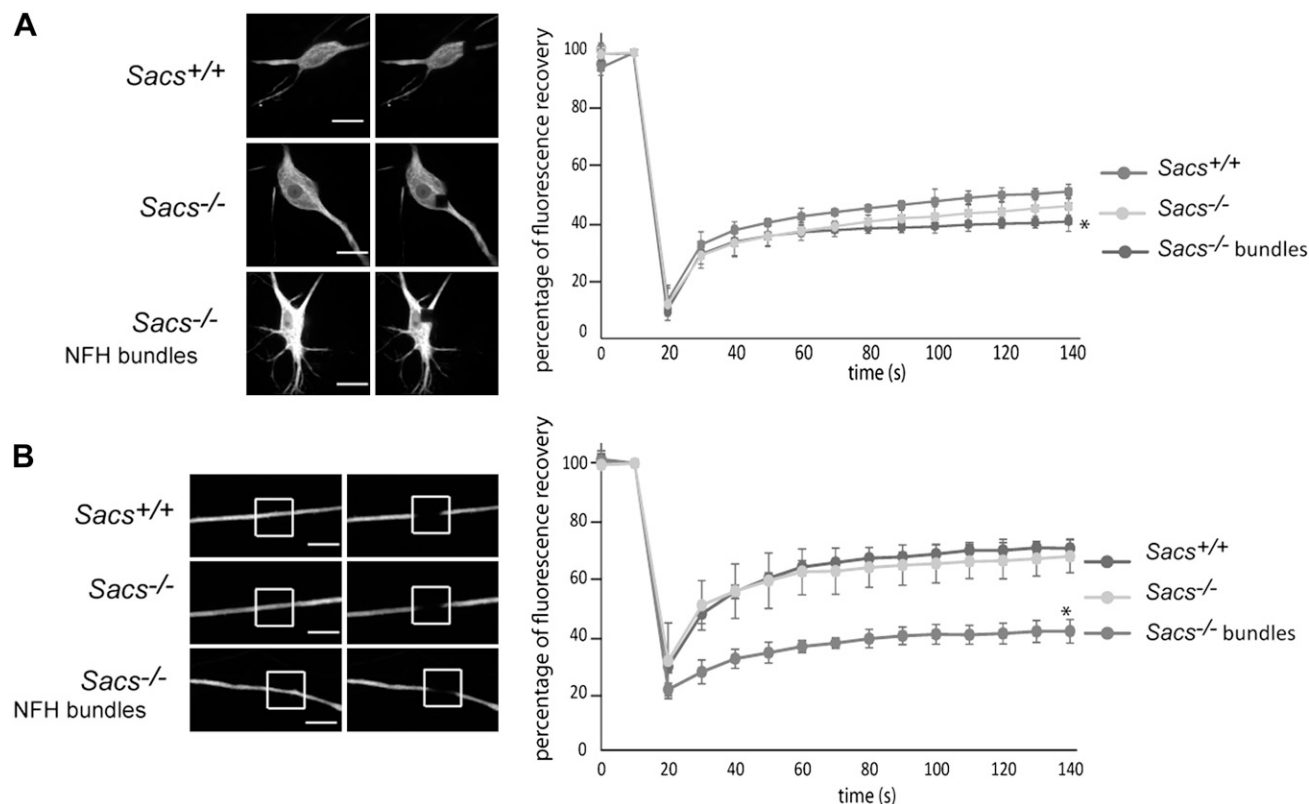 A
Sacs+/+
Sacs-/-
Sacs-/-
NFH bundles
percentage of fluorescence recovery
100
80
60
40
20
0
0 20 40 60 80 100 120 140
time (s)
Sacs+/+
Sacs-/-
Sacs-/- bundles
*
B
Sacs+/+
Sacs-/-
Sacs-/-
NFH bundles
percentage of fluorescence recovery
100
80
60
40
20
0
0 20 40 60 80 100 120 140
time (s)
Sacs+/+
Sacs-/-
*
Sacs-/- bundles